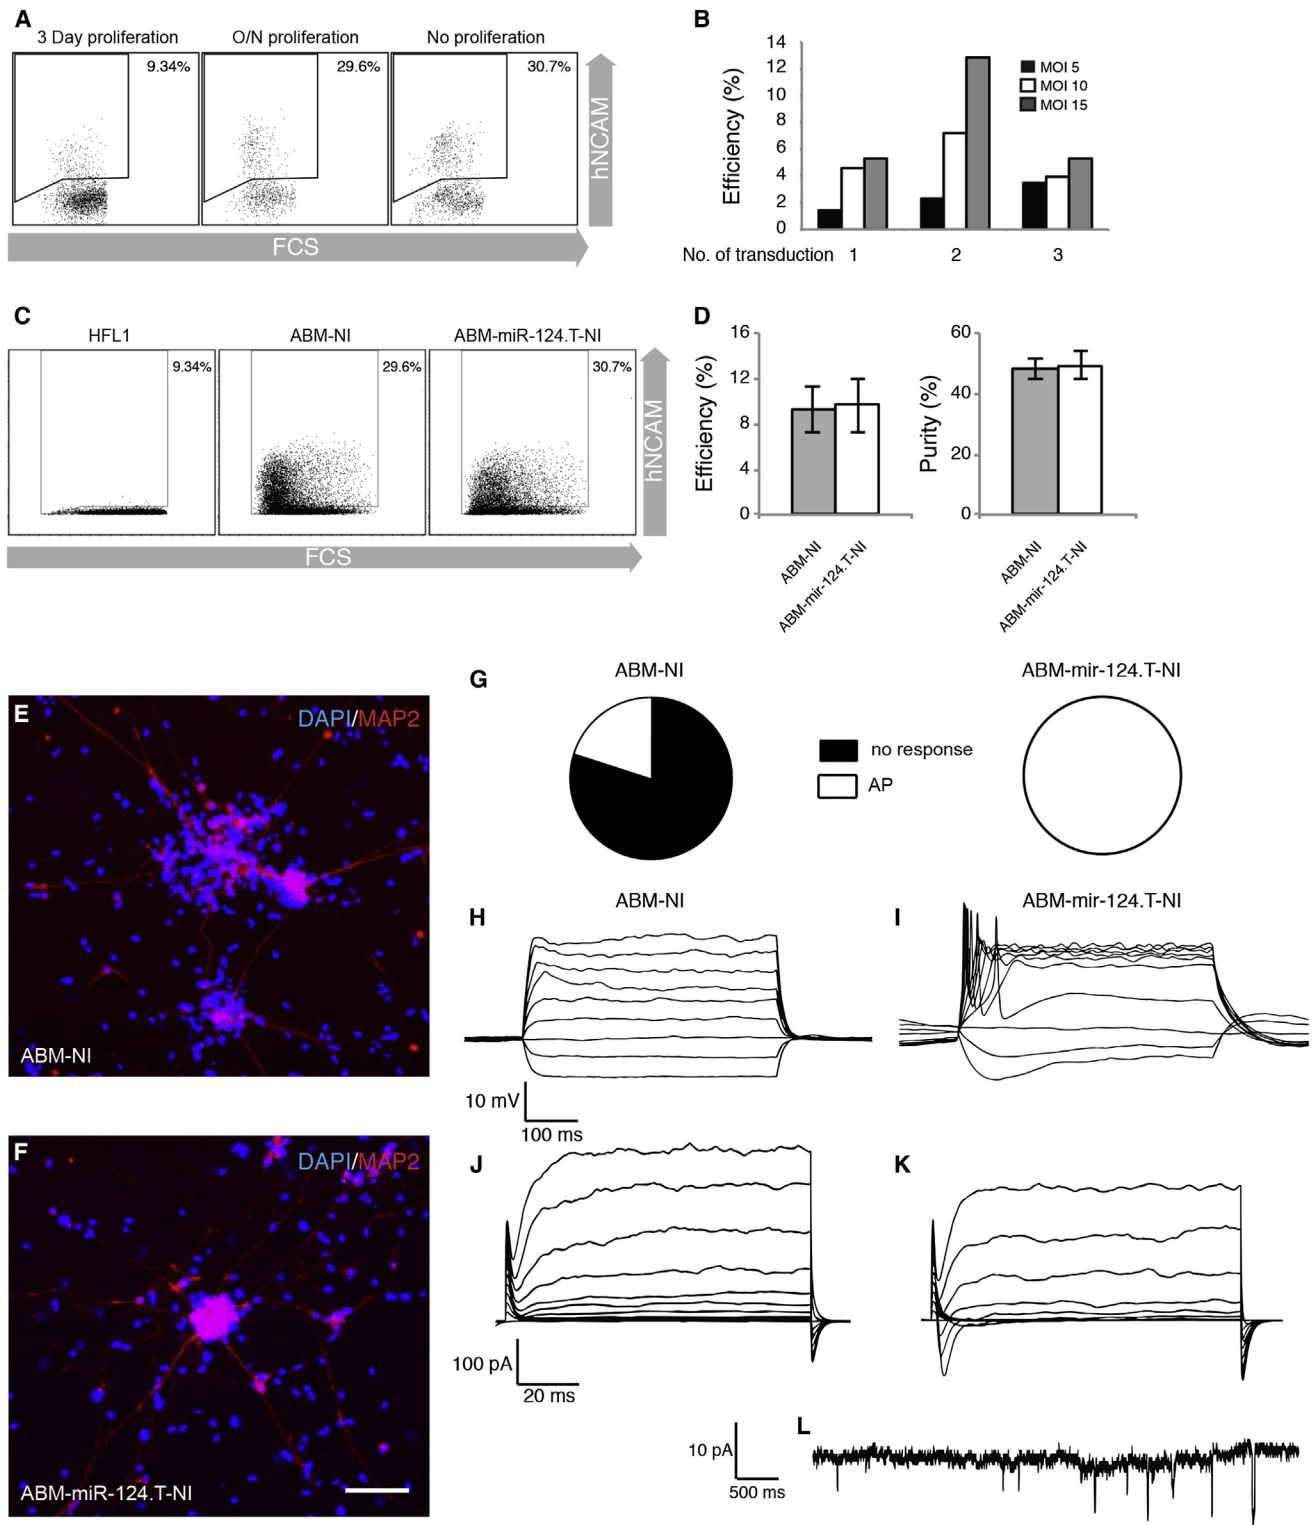 A
3 Day proliferation
O/N proliferation
No proliferation
9.34%
29.6%
30.7%
hNCAM
FCS
B
Efficiency (%)
14
12
10
8
6
4
2
0
MOI 5
MOI 10
MOI 15
No. of transduction 1 2 3
C
HFL1
ABM-NI
ABM-miR-124.T-NI
9.34%
29.6%
30.7%
hNCAM
FCS
D
Efficiency (%)
16
12
8
4
0
ABM-NI
ABM-mir-124.T-NI
Purity (%)
60
40
20
0
ABM-NI
ABM-mir-124.T-NI
E
DAPI/MAP2
ABM-NI
F
DAPI/MAP2
ABM-miR-124.T-NI
G
ABM-NI
no response
AP
ABM-mir-124.T-NI
H
ABM-NI
10 mV
100 ms
I
ABM-mir-124.T-NI
J
100 pA
20 ms
K
L
10 pA
500 ms